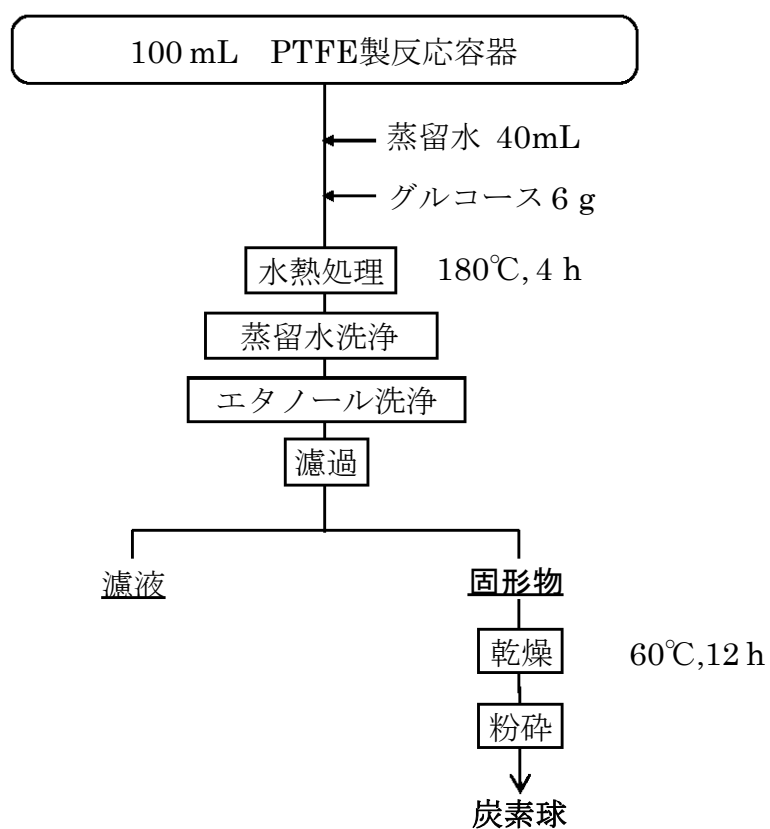 100 mL　PTFE製反応容器
蒸留水 40mL
グルコース 6 g
水熱処理　180℃, 4 h
蒸留水洗浄
エタノール洗浄
濾過
濾液　固形物
乾燥　60℃,12 h
粉砕
炭素球